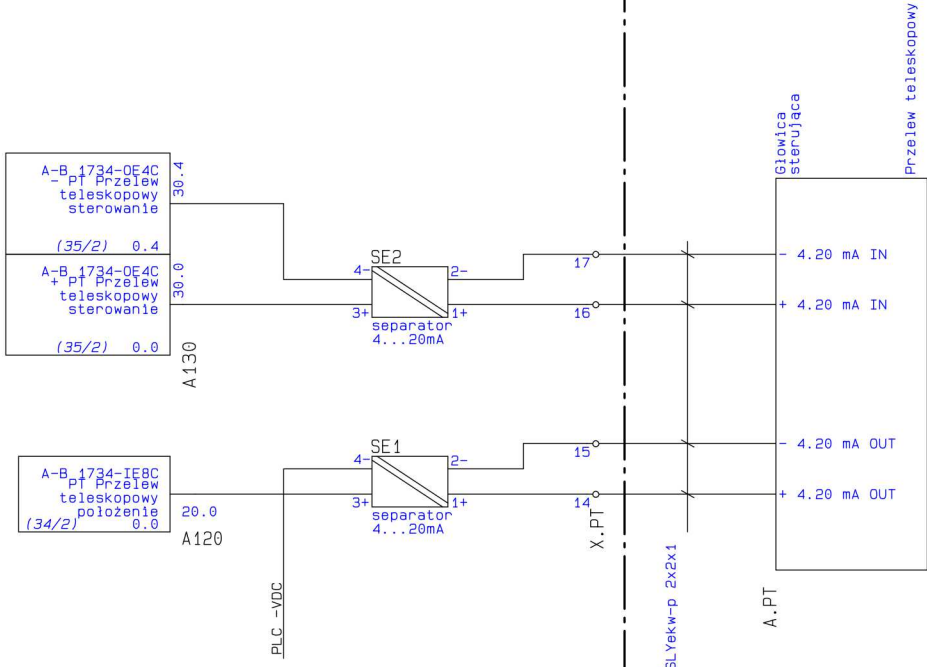 A-B 1734-OE4C
- PT Przelew
teleskopowy
sterowanie
(35/2) 0.4
30.4
A-B 1734-OE4C
+ PT Przelew
teleskopowy
sterowanie
(35/2) 0.0
30.0
A130
SE2
4-
2-
3+
1+
separator
4...20mA
17
16
A-B 1734-IE8C
PT Przelew
teleskopowy
położenie
(34/2) 0.0
20.0
A120
SE1
4-
2-
3+
1+
separator
4...20mA
15
14
X.PT
PLC -VDC
SLYekw-p 2x2x1
Głowica
sterująca
Przelew teleskopowy
- 4.20 mA IN
+ 4.20 mA IN
- 4.20 mA OUT
+ 4.20 mA OUT
A.PT